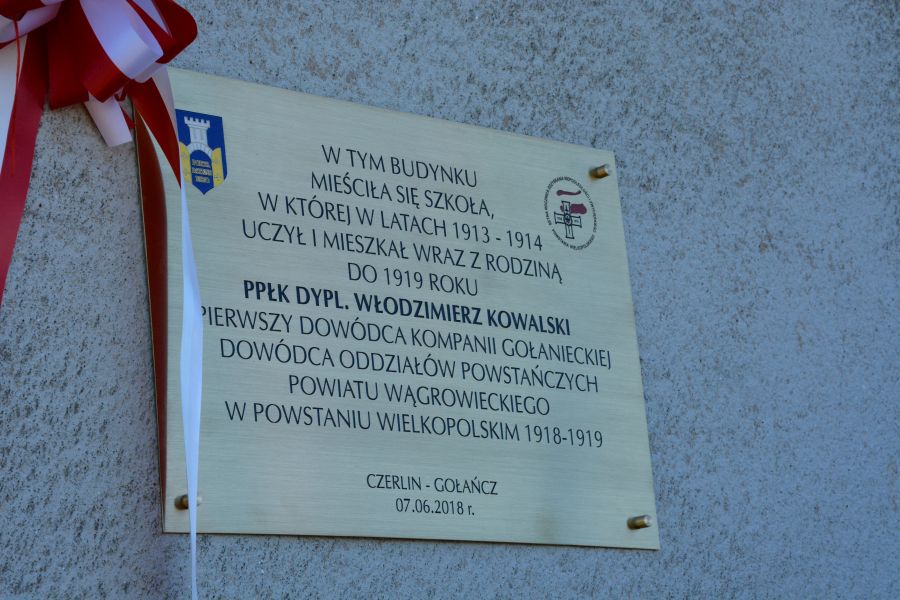 W TYM BUDYNKU
MIEŚCIŁA SIĘ SZKOŁA,
W KTÓREJ W LATACH 1913 - 1914
UCZYŁ I MIESZKAŁ WRAZ Z RODZINĄ
DO 1919 ROKU
PPŁK DYPL. WŁODZIMIERZ KOWALSKI
PIERWSZY DOWÓDCA KOMPANII GOŁANIECKIEJ
DOWÓDCA ODDZIAŁÓW POWSTAŃCZYCH
POWIATU WĄGROWIECKIEGO
W POWSTANIU WIELKOPOLSKIM 1918-1919
CZERLIN - GOŁAŃCZ
07.06.2018 r.